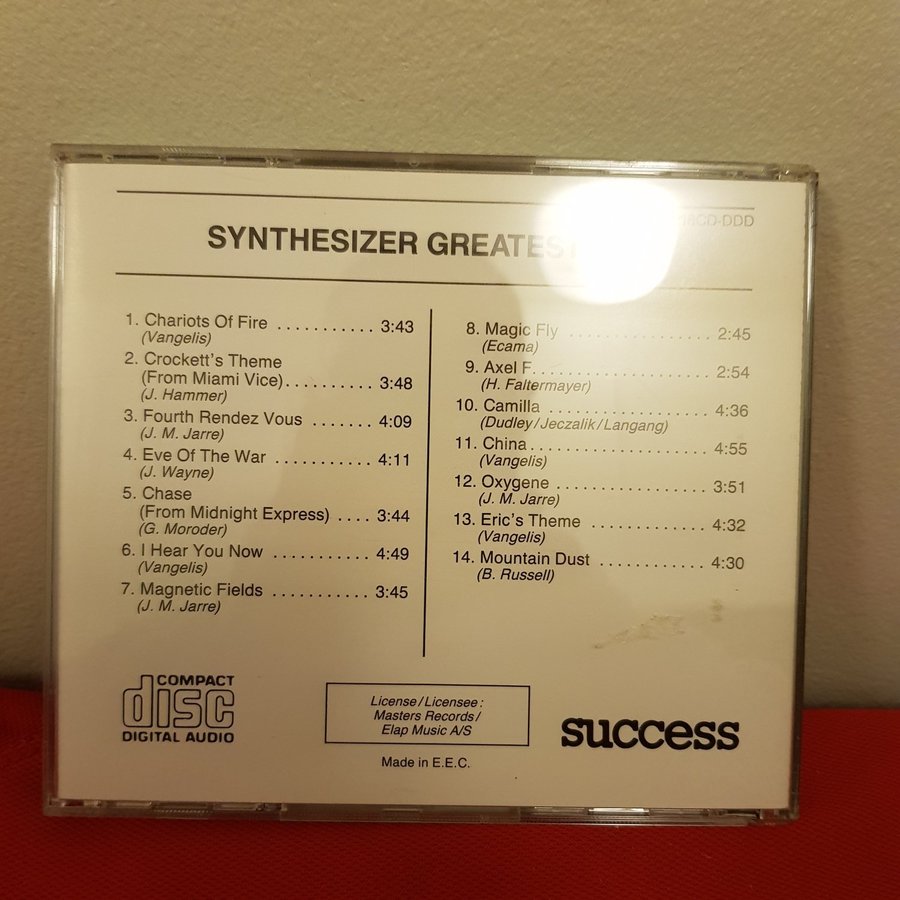 CD-DDD
SYNTHESIZER GREATEST
1. Chariots Of Fire ........... 3:43
(Vangelis)
2. Crockett's Theme
(From Miami Vice).......... 3:48
(J. Hammer)
3. Fourth Rendez Vous ....... 4:09
(J. M. Jarre)
4. Eve Of The War ........... 4:11
(J. Wayne)
5. Chase
(From Midnight Express) .... 3:44
(G. Moroder)
6. I Hear You Now ........... 4:49
(Vangelis)
7. Magnetic Fields ........... 3:45
(J. M. Jarre)
8. Magic Fly ................ 2:45
(Ecama)
9. Axel F. .................... 2:54
(H. Faltermayer)
10. Camilla .................. 4:36
(Dudley/Jeczalik/Langang)
11. China.................... 4:55
(Vangelis)
12. Oxygene ................. 3:51
(J. M. Jarre)
13. Eric's Theme ............. 4:32
(Vangelis)
14. Mountain Dust ............ 4:30
(B. Russell)
COMPACT
disc
DIGITAL AUDIO
License/Licensee:
Masters Records/
Elap Music A/S
Made in E.E.C.
success